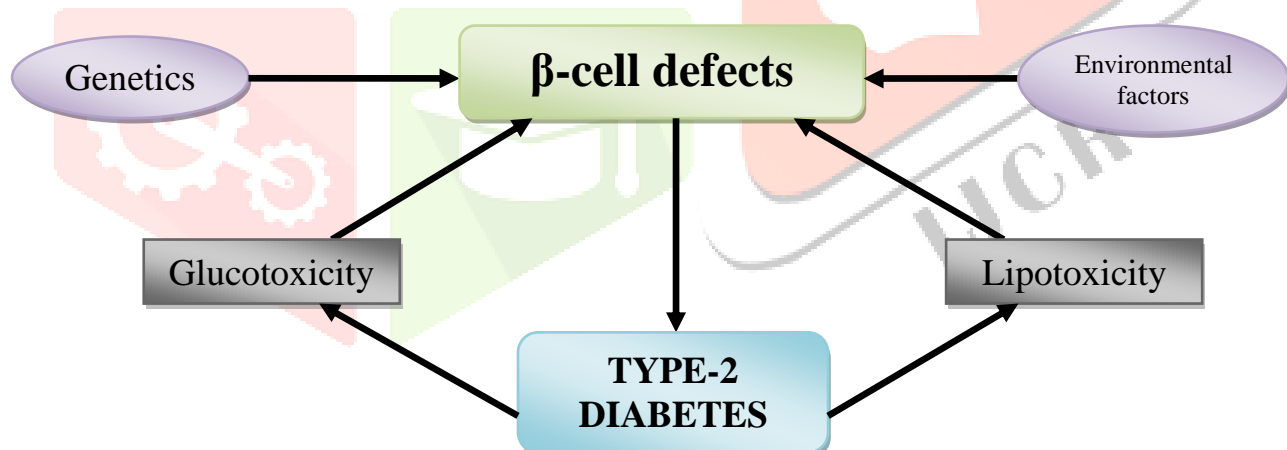 Genetics
β-cell defects
Environmental
factors
Glucotoxicity
Lipotoxicity
TYPE-2
DIABETES